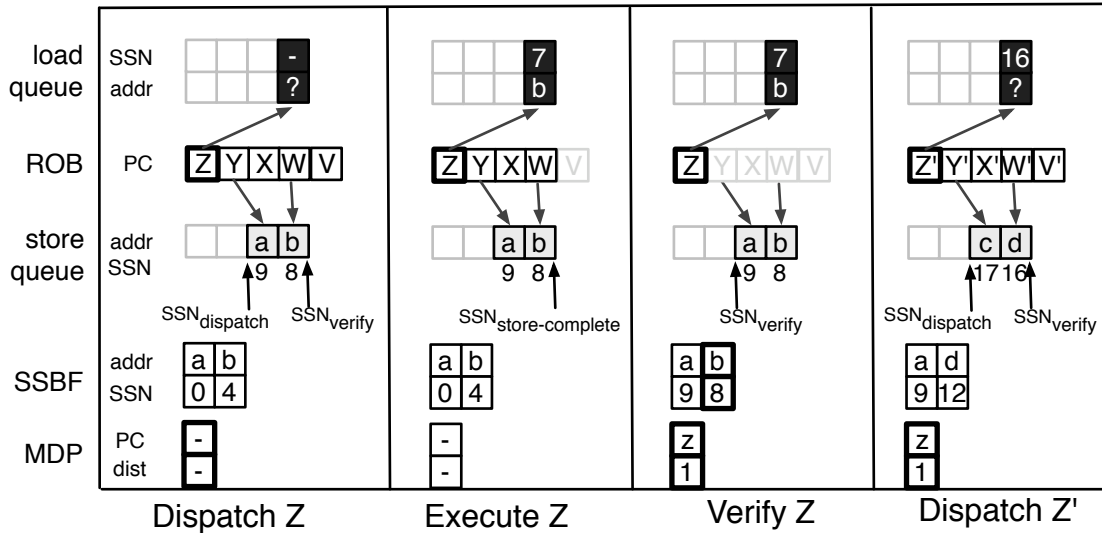 load SSN - 7 7 16
queue addr ? b b ?
ROB PC Z Y X W V Z Y X W V Z Y X W V Z' Y' X' W' V'
store addr a b a b a b c d
queue SSN 9 8 9 8 9 8 17 16
SSNdispatch SSNverify SSNstore-complete SSNverify SSNdispatch SSNverify
addr a b a b a b a d
SSBF SSN 0 4 0 4 9 8 9 12
MDP PC - - z z
dist - - 1 1
Dispatch Z Execute Z Verify Z Dispatch Z'